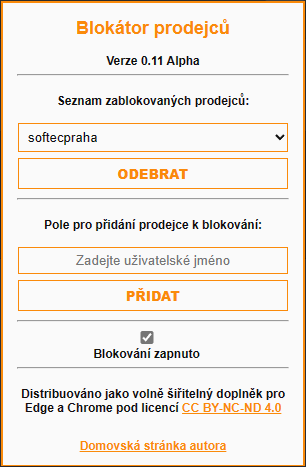 Blokátor prodejců
Verze 0.11 Alpha
Seznam zablokovaných prodejců:
softecpraha
ODEBRAT
Pole pro přidání prodejce k blokování:
Zadejte uživatelské jméno
PŘIDAT
Blokování zapnuto
Distribuováno jako volně šiřitelný doplněk pro
Edge a Chrome pod licencí CC BY-NC-ND 4.0
Domovská stránka autora